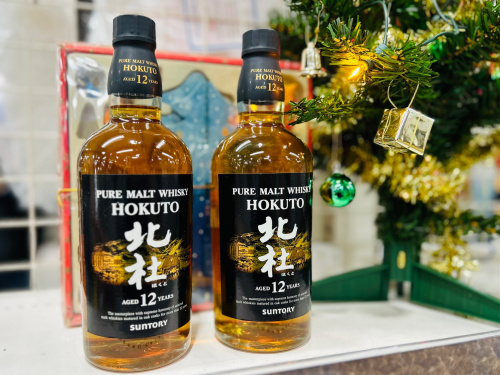 PURE MALT WHISKY
HOKUTO
AGED 12 YEARS
PURE MALT WHISKY
HOKUTO
北杜
ほくと
AGED 12 YEARS
SUNTORY
PURE MALT WHISKY
HOKUTO
AGED 12 YEARS
PURE MALT WHISKY
HOKUTO
北杜
ほくと
AGED 12 YEARS
SUNTORY